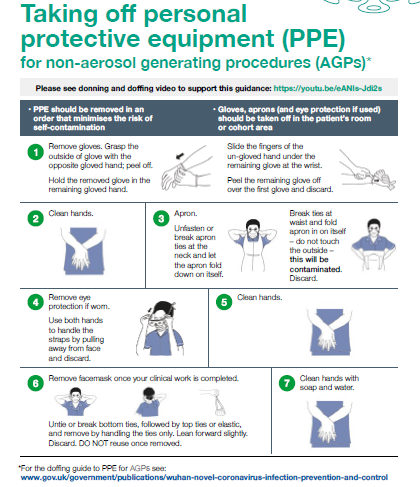 Taking off personal
protective equipment (PPE)
for non-aerosol generating procedures (AGPs)*
Please see donning and doffing video to support this guidance: https://youtu.be/eANIs-Jdi2s
• PPE should be removed in an
order that minimises the risk of
self-contamination
• Gloves, aprons (and eye protection if used)
should be taken off in the patient's room
or cohort area
1
Remove gloves. Grasp the
outside of glove with the
opposite gloved hand; peel off.
Hold the removed glove in the
remaining gloved hand.
Slide the fingers of the
un-gloved hand under the
remaining glove at the wrist.
Peel the remaining glove off
over the first glove and discard.
2
Clean hands.
3
Apron.
Unfasten or
break apron
ties at the
neck and let
the apron fold
down on itself.
Break ties at
waist and fold
apron in on itself
– do not touch
the outside –
this will be
contaminated.
Discard.
4
Remove eye
protection if worn.
Use both hands
to handle the
straps by pulling
away from face
and discard.
5
Clean hands.
6
Remove facemask once your clinical work is completed.
Untie or break bottom ties, followed by top ties or elastic,
and remove by handling the ties only. Lean forward slightly.
Discard. DO NOT reuse once removed.
7
Clean hands with
soap and water.
*For the doffing guide to PPE for AGPs see:
www.gov.uk/government/publications/wuhan-novel-coronavirus-infection-prevention-and-control